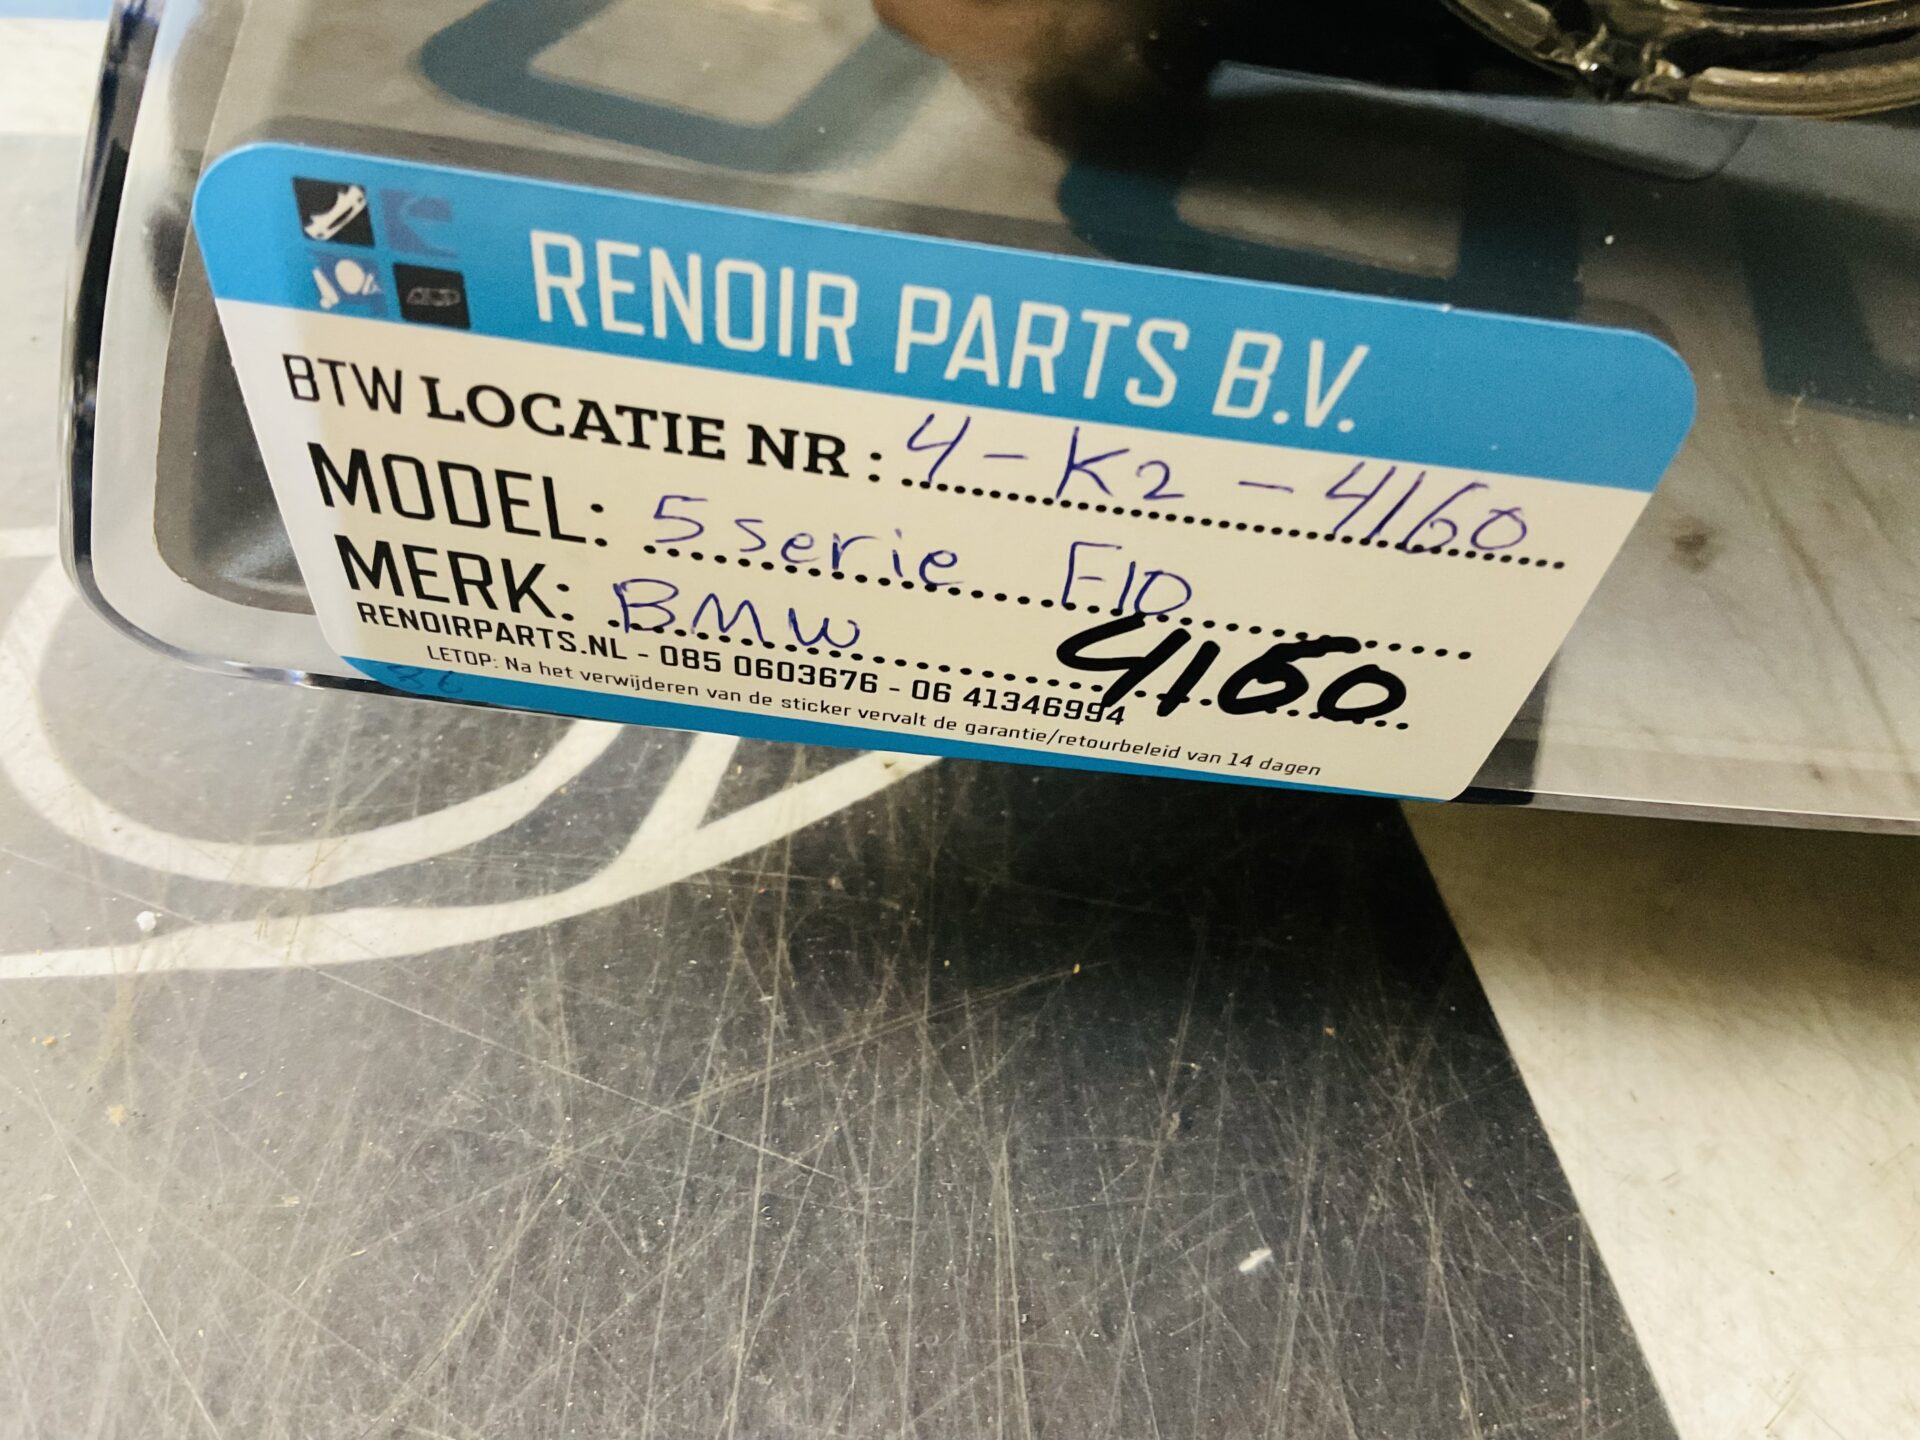 RENOIR PARTS B.V.
BTW LOCATIE NR: 4-K2-4160
MODEL: 5 serie F10
MERK: BMW
4160
RENOIRPARTS.NL - 085 0603676 - 06 41346994
LETOP: Na het verwijderen van de sticker vervalt de garantie/retourbeleid van 14 dagen